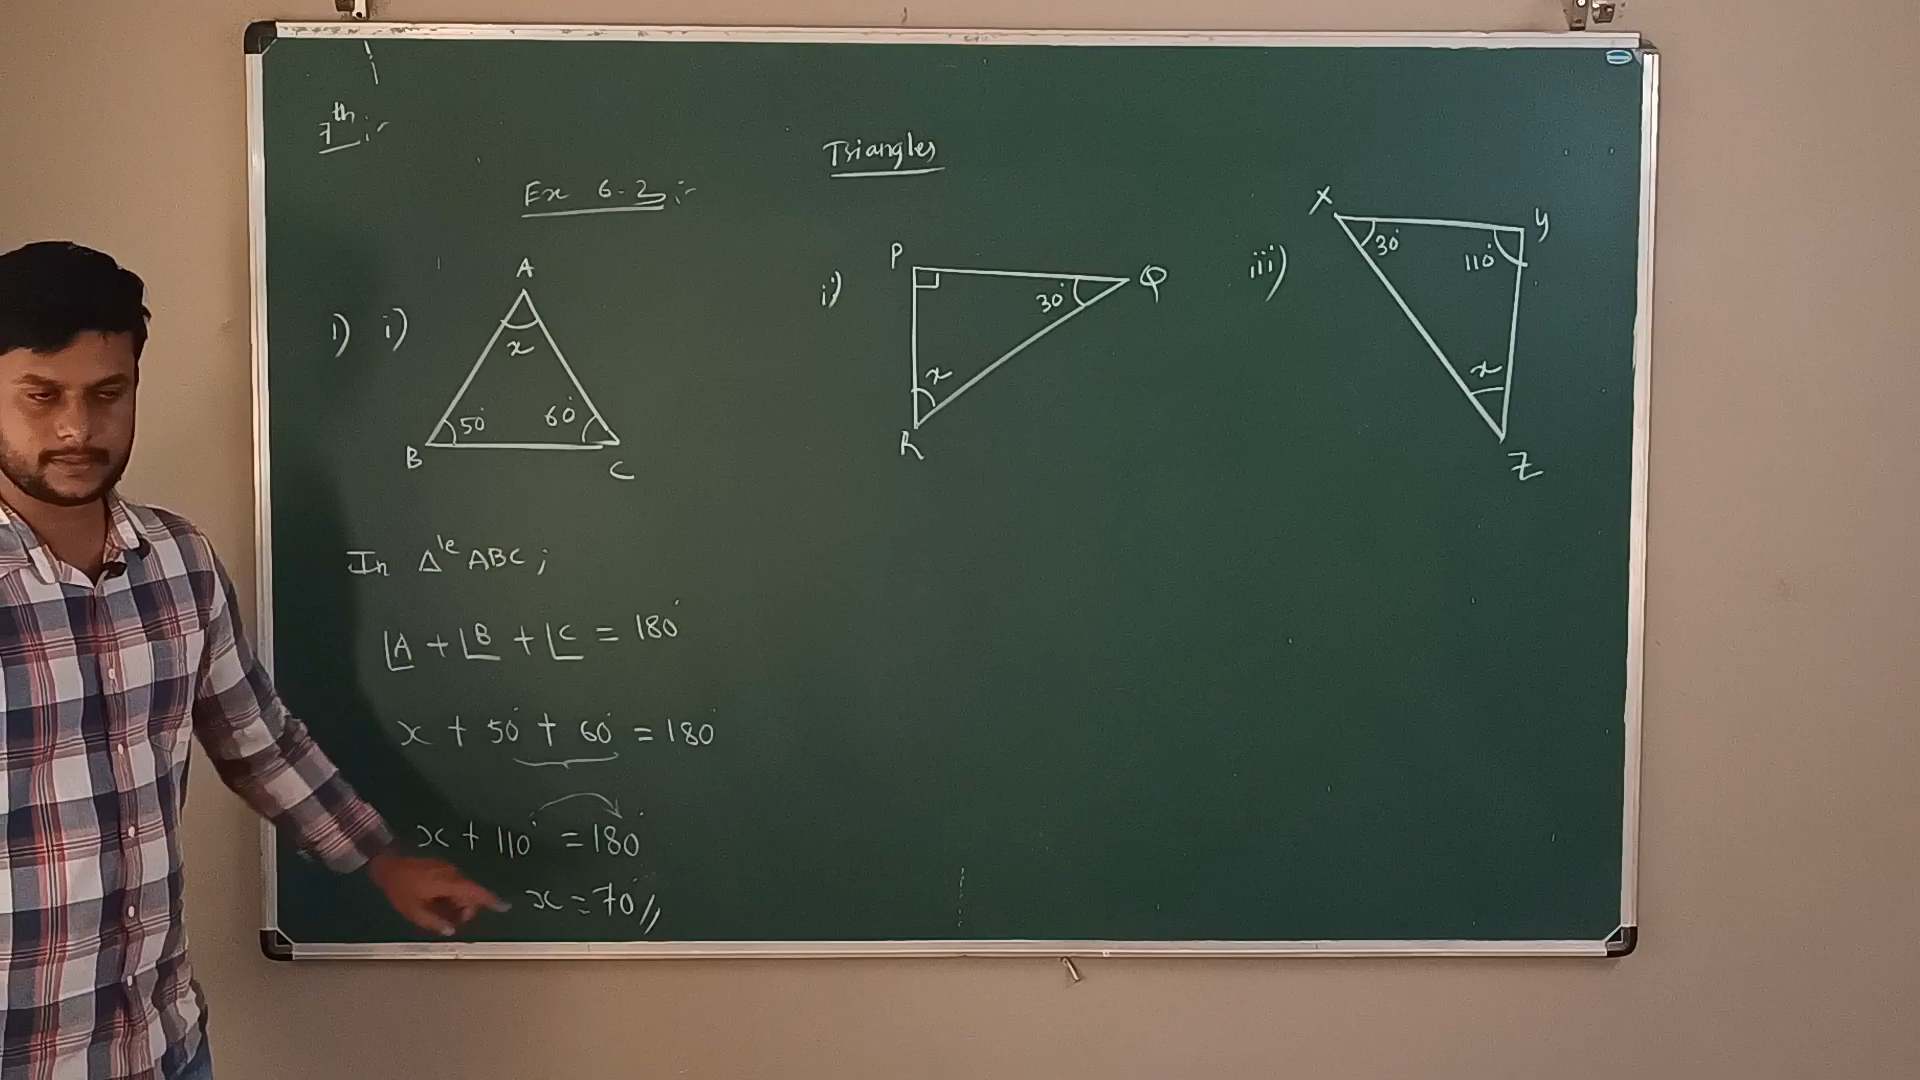 7th :-
Triangles
Ex 6.2 :-
1) i)
A
x
50°
60°
B
C
ii)
P
Q
30°
x
R
iii)
X
Y
30°
110°
x
Z
In Δle ABC ;
∠A + ∠B + ∠C = 180°
x + 50° + 60° = 180°
x + 110° = 180°
x = 70° //